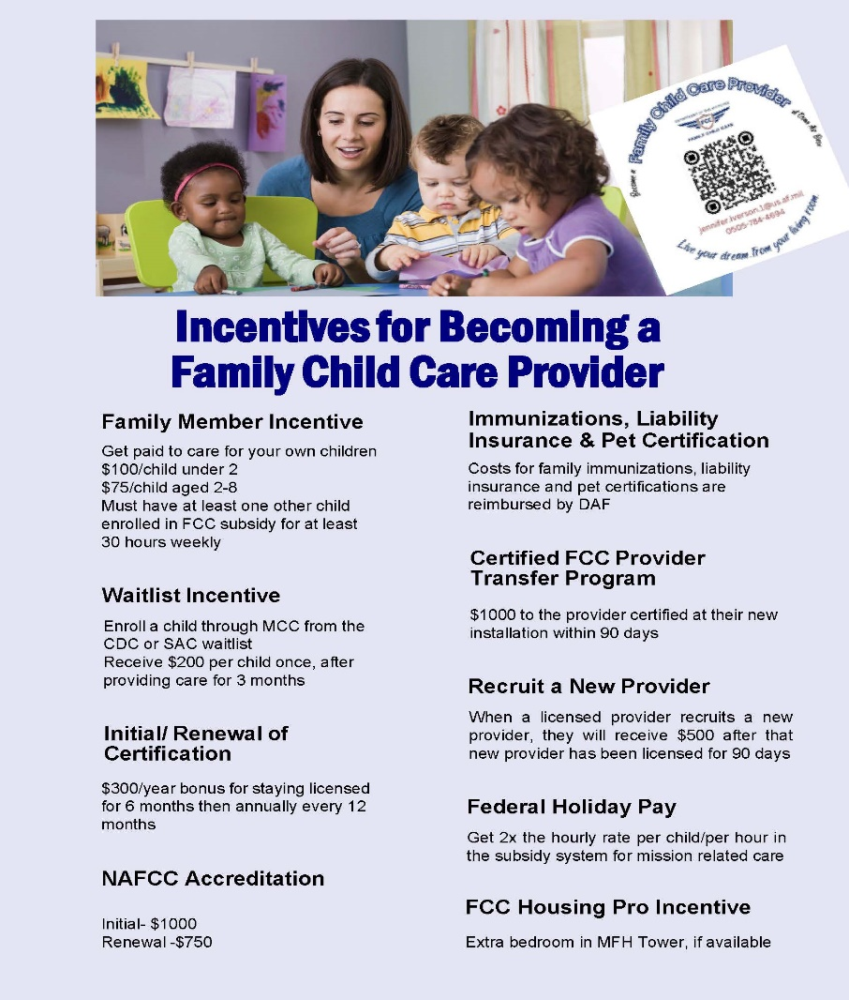 Become a
Family Child Care Provider
DEPARTMENT OF THE AIR FORCE
FCC
FAMILY CHILD CARE
jennifer.iverson.1@us.af.mil
0505-784-4694
Live your dream from your living room
Incentives for Becoming a
Family Child Care Provider
Family Member Incentive
Get paid to care for your own children
$100/child under 2
$75/child aged 2-8
Must have at least one other child
enrolled in FCC subsidy for at least
30 hours weekly
Waitlist Incentive
Enroll a child through MCC from the
CDC or SAC waitlist
Receive $200 per child once, after
providing care for 3 months
Initial/ Renewal of
Certification
$300/year bonus for staying licensed
for 6 months then annually every 12
months
NAFCC Accreditation
Initial- $1000
Renewal -$750
Immunizations, Liability
Insurance & Pet Certification
Costs for family immunizations, liability
insurance and pet certifications are
reimbursed by DAF
Certified FCC Provider
Transfer Program
$1000 to the provider certified at their new
installation within 90 days
Recruit a New Provider
When a licensed provider recruits a new
provider, they will receive $500 after that
new provider has been licensed for 90 days
Federal Holiday Pay
Get 2x the hourly rate per child/per hour in
the subsidy system for mission related care
FCC Housing Pro Incentive
Extra bedroom in MFH Tower, if available